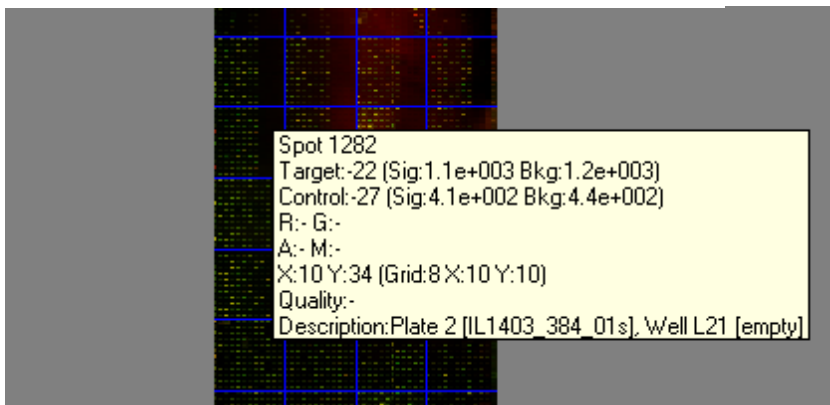 Spot 1282
Target:-22 (Sig:1.1e+003 Bkg:1.2e+003)
Control:-27 (Sig:4.1e+002 Bkg:4.4e+002)
R:- G:-
A:- M:-
X:10 Y:34 (Grid:8 X:10 Y:10)
Quality:-
Description:Plate 2 [IL1403_384_01s], Well L21 [empty]